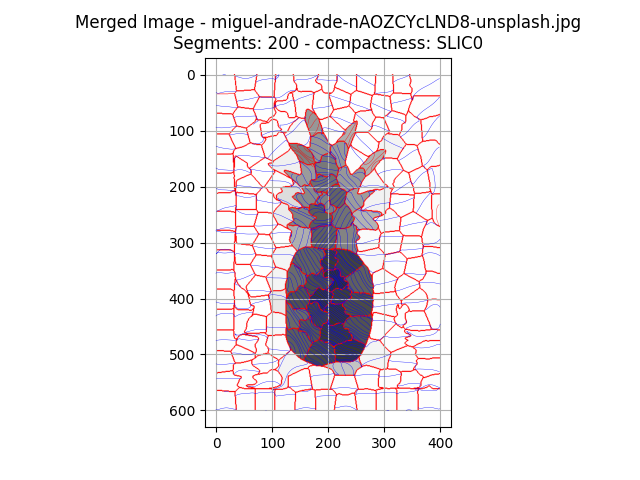 Merged Image - miguel-andrade-nAOZCYcLND8-unsplash.jpg
Segments: 200 - compactness: SLIC0
0
100
200
300
400
500
600
0 100 200 300 400